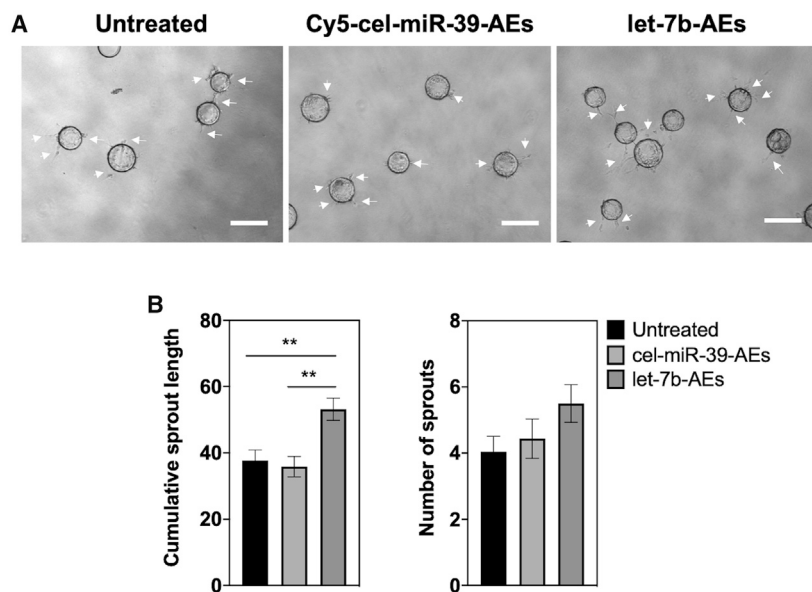 A
Untreated
Cy5-cel-miR-39-AEs
let-7b-AEs
B
Cumulative sprout length
80
60
40
20
0
**
**
Number of sprouts
8
6
4
2
0
Untreated
cel-miR-39-AEs
let-7b-AEs